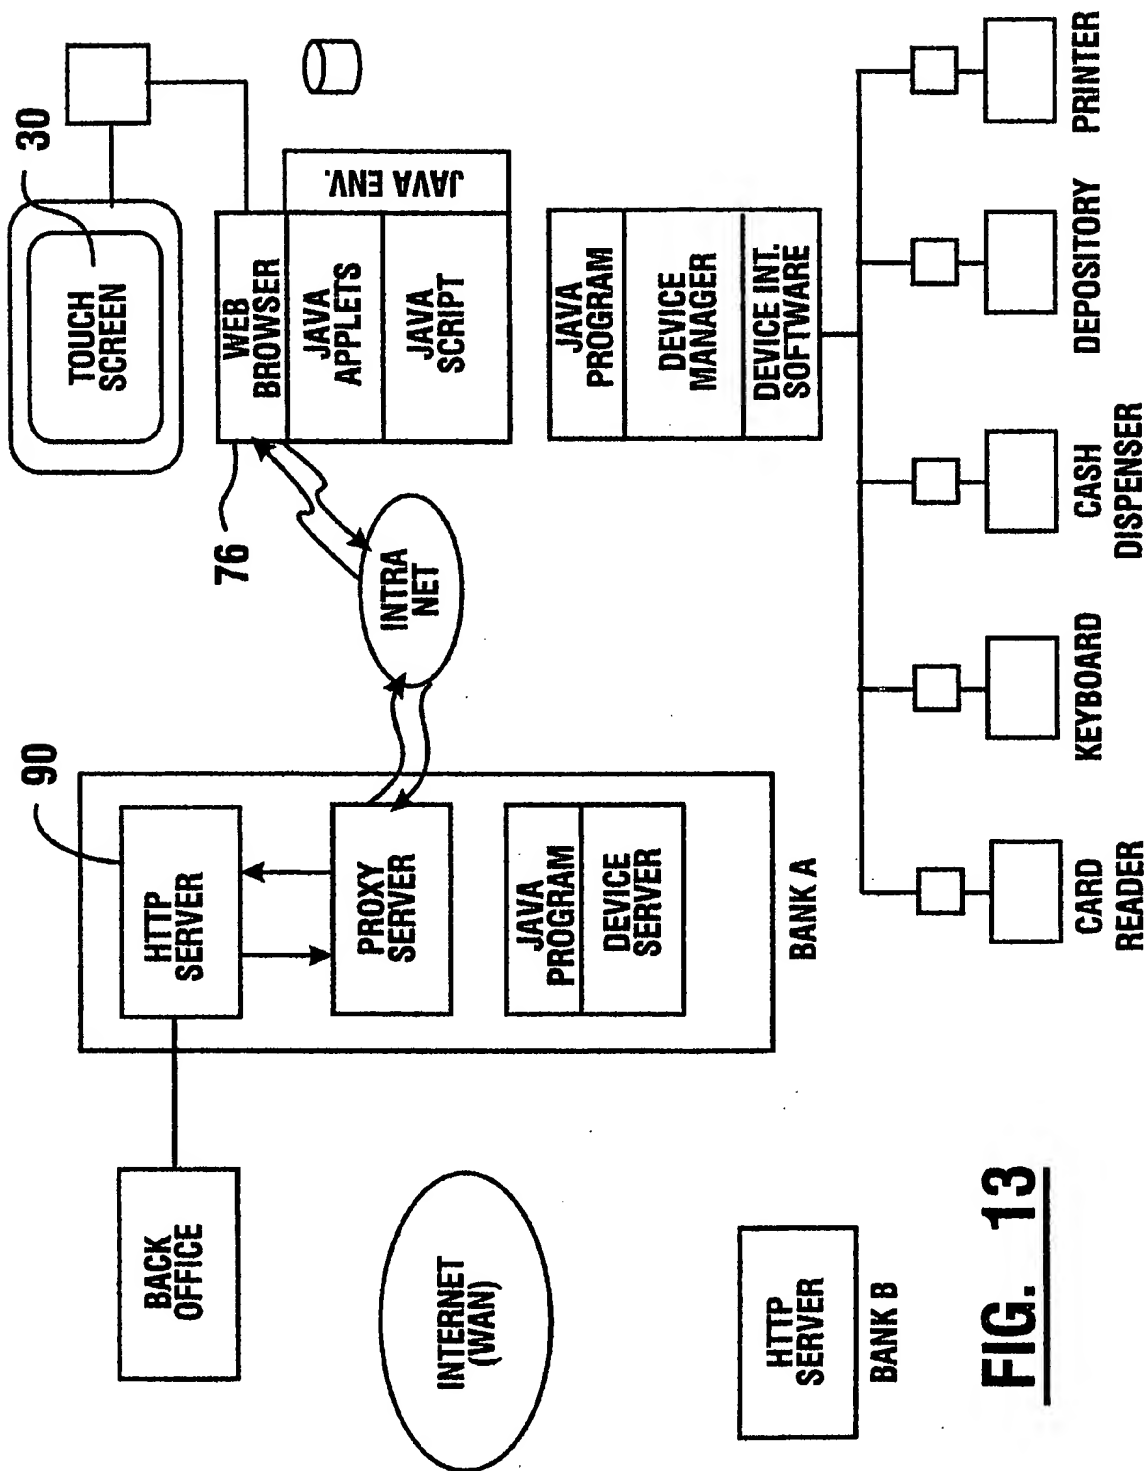 BACK
OFFICE
90
HTTP
SERVER
PROXY
SERVER
JAVA
PROGRAM
DEVICE
SERVER
BANK A
INTERNET
(WAN)
HTTP
SERVER
BANK B
INTRA
NET
30
TOUCH
SCREEN
76
WEB
BROWSER
JAVA
APPLETS
JAVA
SCRIPT
JAVA ENV.
JAVA
PROGRAM
DEVICE
MANAGER
DEVICE INT.
SOFTWARE
CARD
READER
KEYBOARD
CASH
DISPENSER
DEPOSITORY
PRINTER
FIG. 13